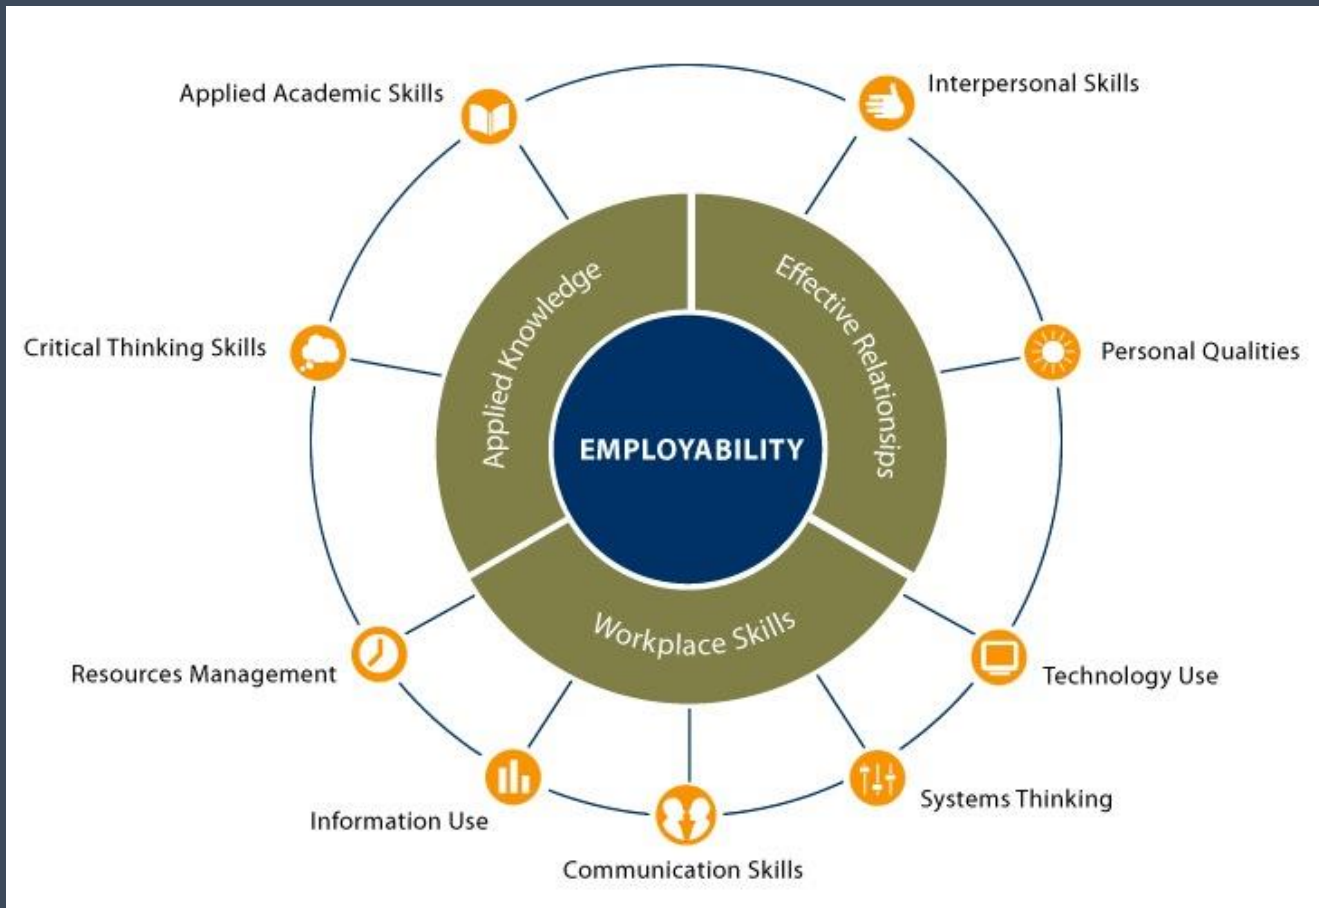 Applied Academic Skills
Interpersonal Skills
Critical Thinking Skills
Personal Qualities
Applied Knowledge
Effective Relationsips
EMPLOYABILITY
Workplace Skills
Resources Management
Technology Use
Information Use
Systems Thinking
Communication Skills